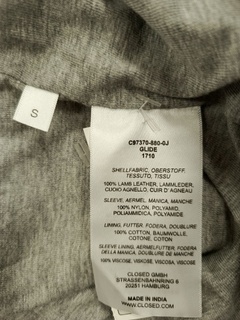 S
C97370-880-0J
GLIDE
1710
SHELLFABRIC, OBERSTOFF,
TESSUTO, TISSU
100% LAMB LEATHER, LAMMLEDER,
CUOIO AGNELLO, CUIR D'AGNEAU
SLEEVE, AERMEL, MANICA, MANCHE
100% NYLON, POLYAMID,
POLIAMMIDICA, POLYAMIDE
LINING, FUTTER, FODERA, DOUBLURE
100 % COTTON, BAUMWOLLE,
COTONE, COTON
SLEEVE LINING, AERMELFUTTER, FODERA
DELLA MANICA, DOUBLURE DE MANCHE
100% VISCOSE, VISKOSE, VISCOSA, VISCOSE
CLOSED GMBH
STRASSENBAHNRING 6
20251 HAMBURG
MADE IN INDIA
WWW.CLOSED.COM